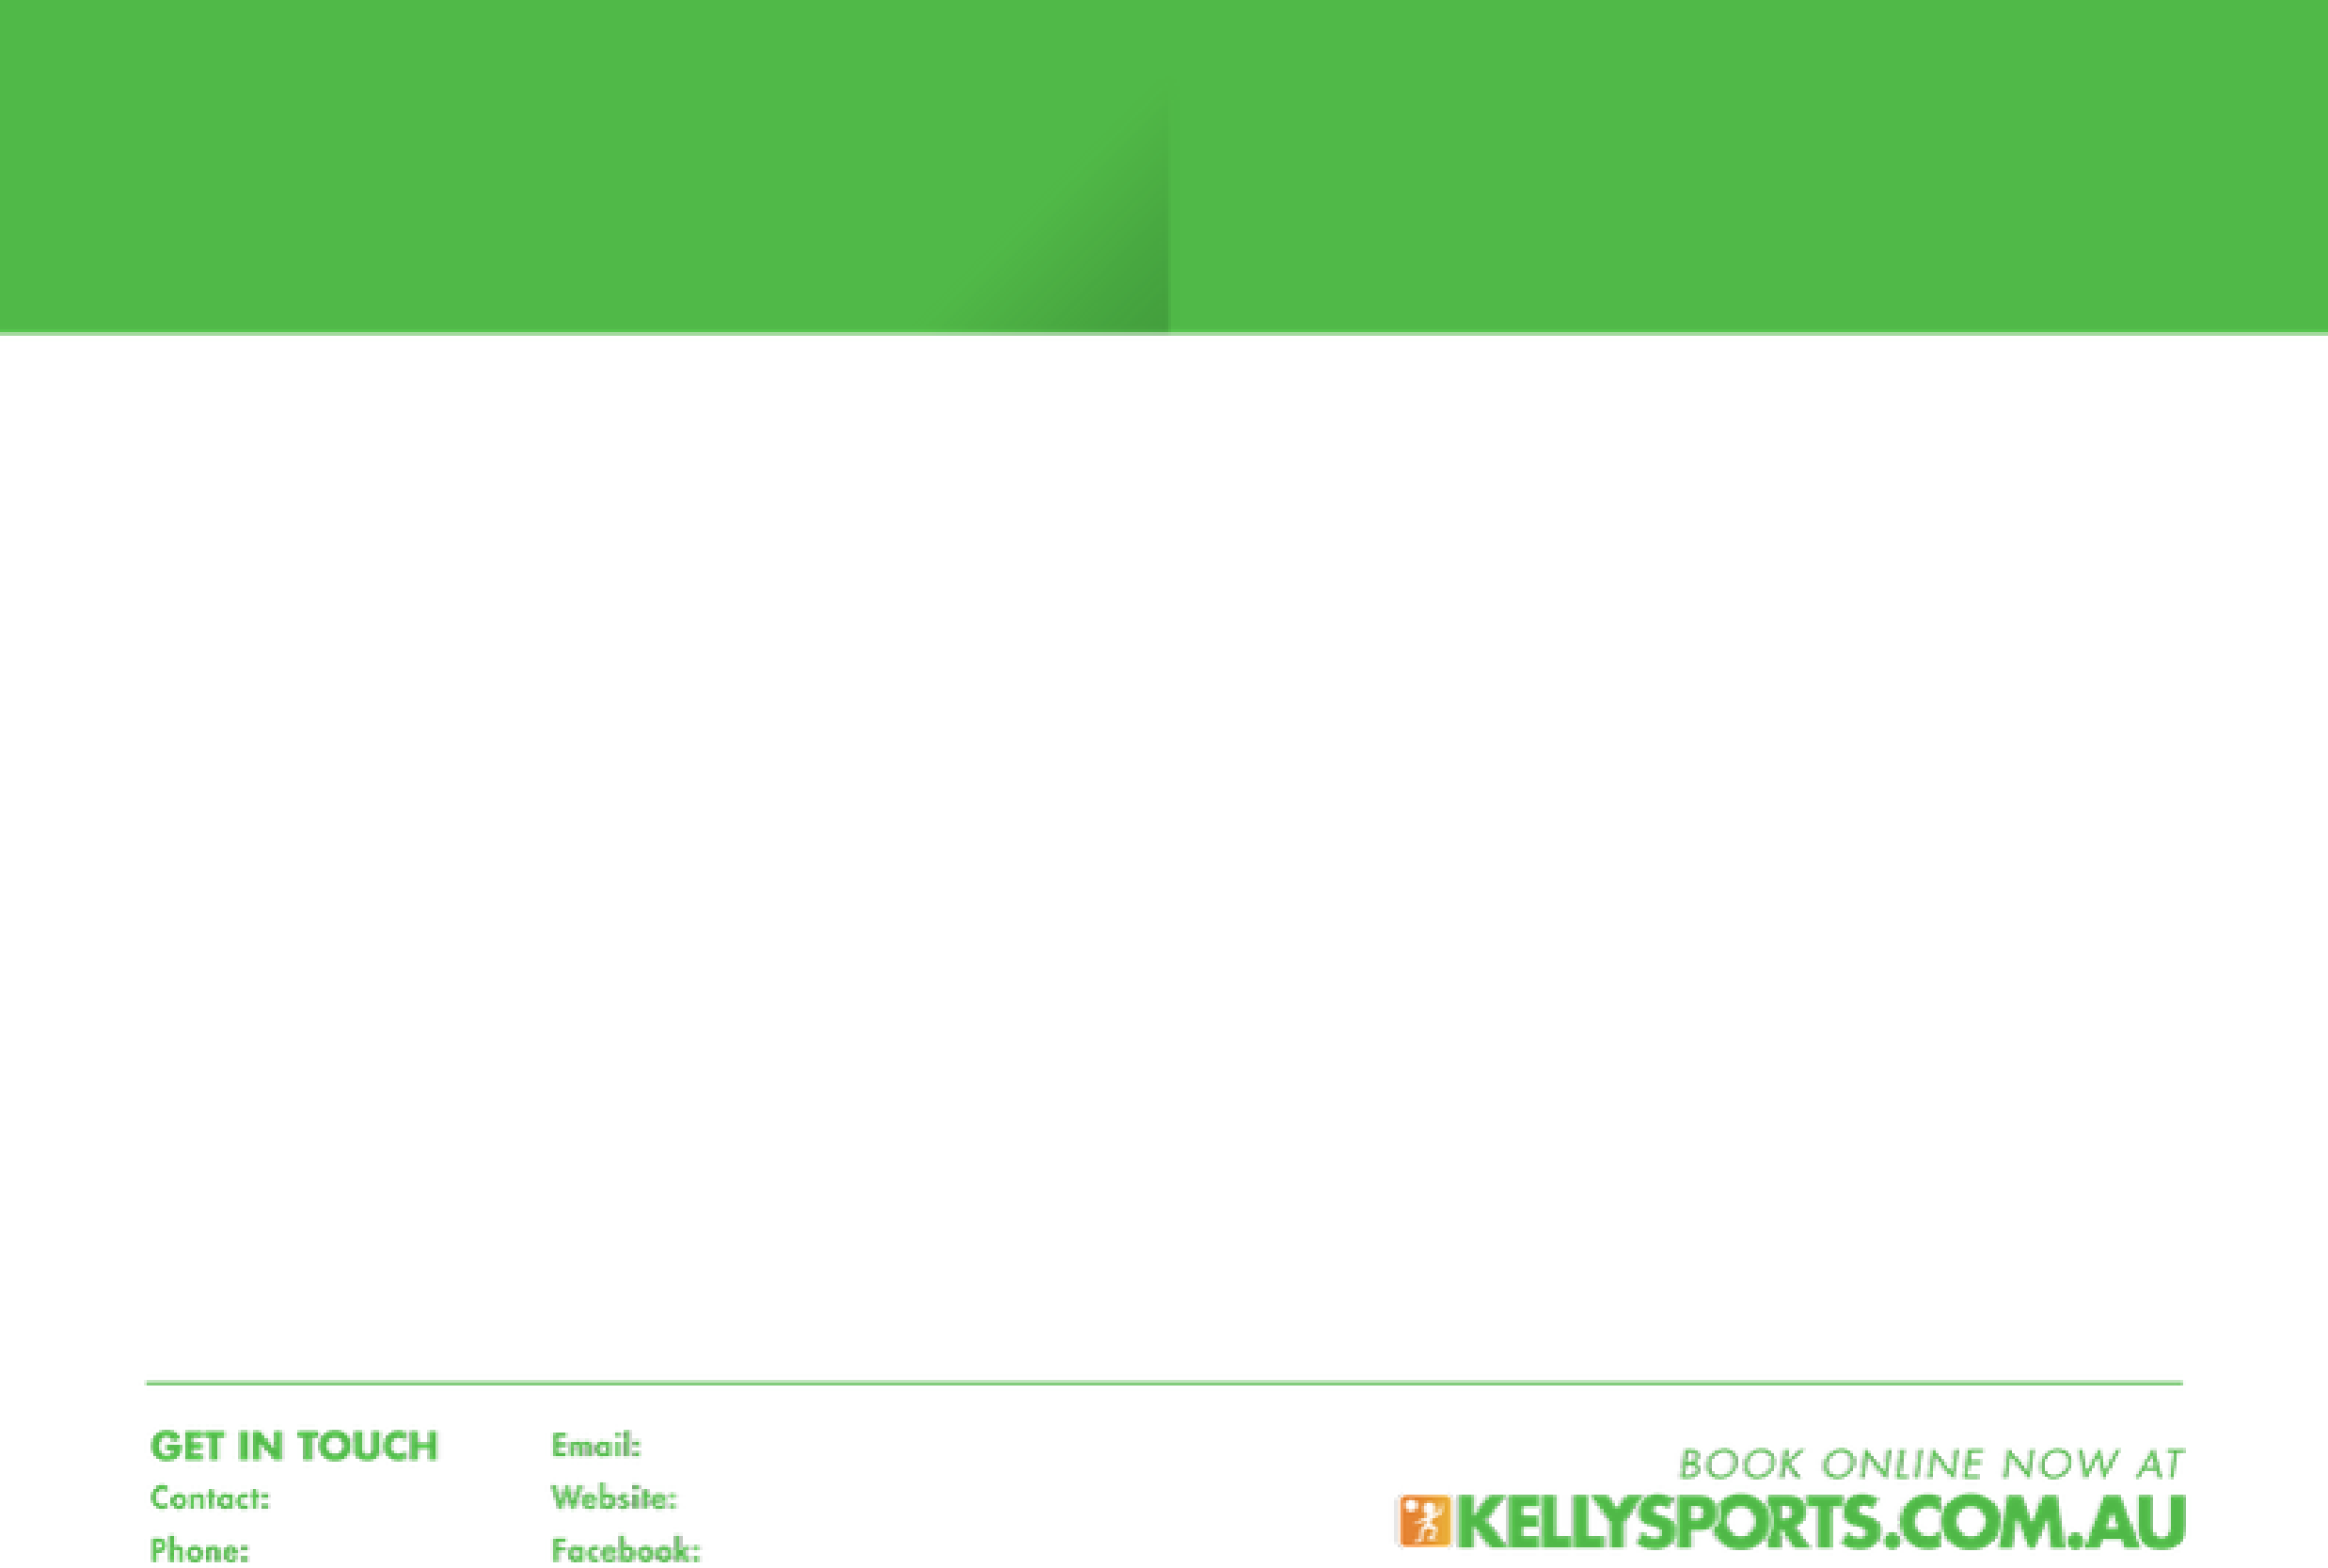 GET IN TOUCH
Contact:
Phone:
Email:
Website:
Facebook:
BOOK ONLINE NOW AT
KELLYSPORTS.COM.AU